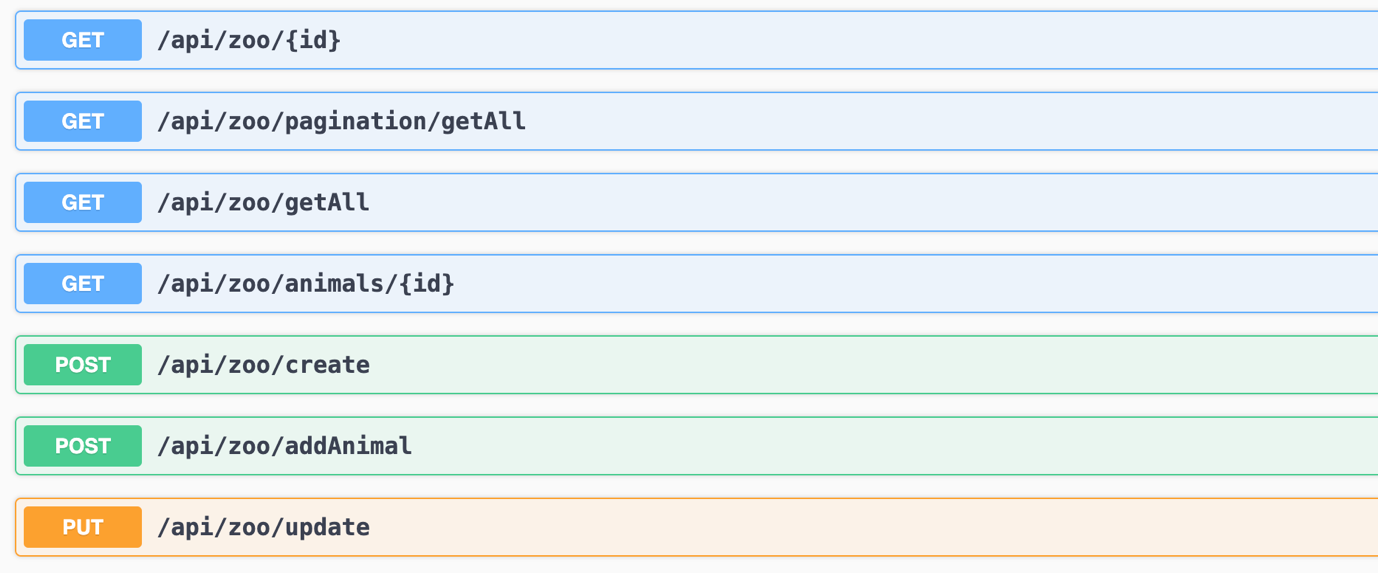 GET /api/zoo/{id}
GET /api/zoo/pagination/getAll
GET /api/zoo/getAll
GET /api/zoo/animals/{id}
POST /api/zoo/create
POST /api/zoo/addAnimal
PUT /api/zoo/update